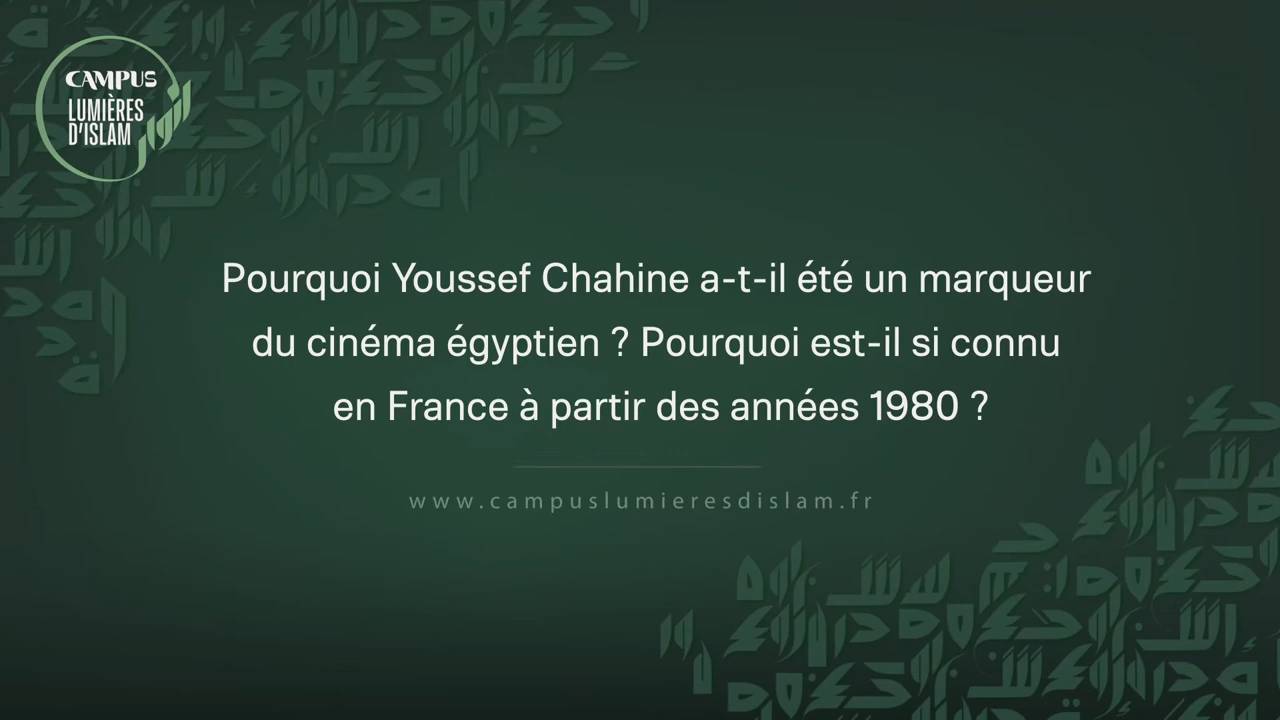 CAMPUS
LUMIÈRES
D'ISLAM
Pourquoi Youssef Chahine a-t-il été un marqueur
du cinéma égyptien ? Pourquoi est-il si connu
en France à partir des années 1980 ?
www.campuslumieresdislam.fr